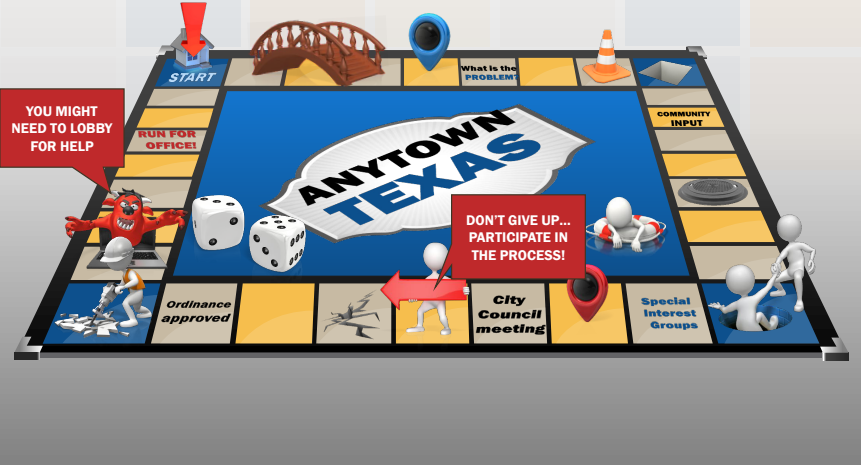 START
What is the
PROBLEM?
YOU MIGHT
NEED TO LOBBY
FOR HELP
COMMUNITY
INPUT
RUN FOR
OFFICE!
ANYTOWN
TEXAS
DON'T GIVE UP...
PARTICIPATE IN
THE PROCESS!
Ordinance
approved
City
Council
meeting
Special
Interest
Groups